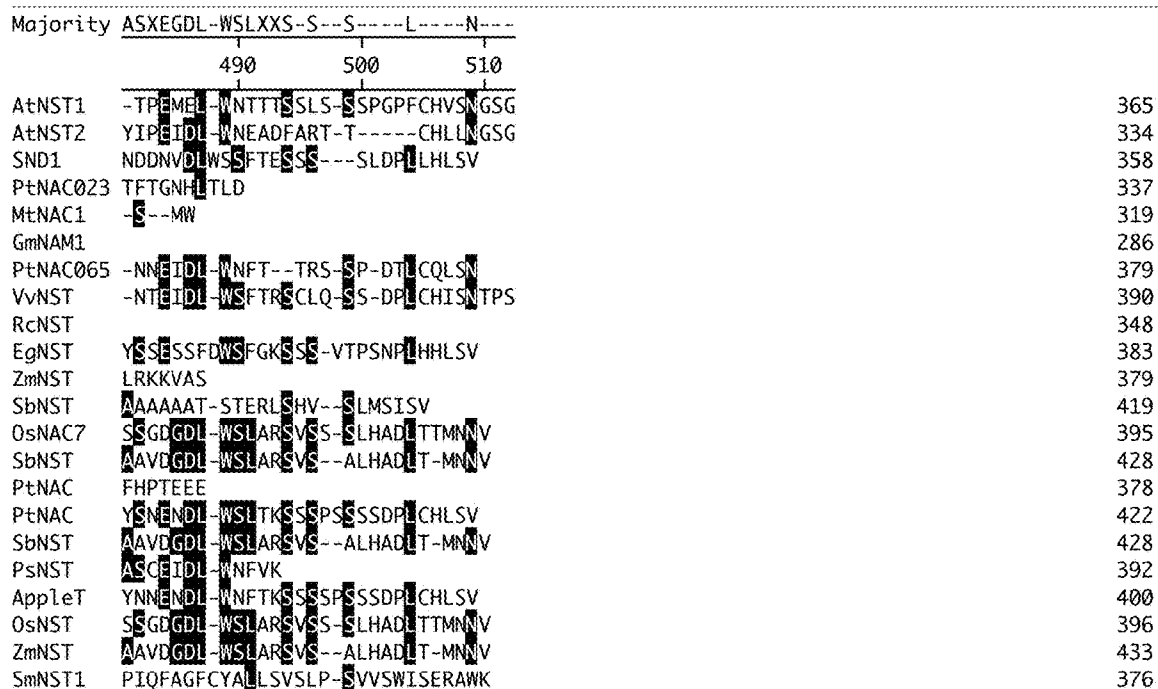 Majority ASXEGDL-WSLXXS-S--S----L----N---
490 500 510
AtNST1 -TPEMEL-WNTTTSSLS-SSPGPFCHVSNGSG 365
AtNST2 YIPEIDL-WNEADFART-T-----CHLLNGSG 334
SND1 NDDNVDLWSSFTESSS---SLDPLLHLSV 358
PtNAC023 TFTGNHLTLD 337
MtNAC1 -S--MW 319
GmNAM1 286
PtNAC065 -NNEIDL-WNFT--TRS-SP-DTLCQLSN 379
VvNST -NTEIDL-WSFTRSCLQ-SS-DPLCHISNTPS 390
RcNST 348
EgNST YSSESSFDWSFGKSSS-VTPSNPLHHLSV 383
ZmNST LRKKVAS 379
SbNST AAAAAAT-STERLSHV--SLMSISV 419
OsNAC7 SSGDGDL-WSLARSVSS-SLHADLTTMNNV 395
SbNST AAVDGDL-WSLARSVS--ALHADLT-MNNV 428
PtNAC FHPTEEE 378
PtNAC YSNENDL-WSLTKSSSPSSSSDPLCHLSV 422
SbNST AAVDGDL-WSLARSVS--ALHADLT-MNNV 428
PsNST ASCEIDL-WNFVK 392
AppleT YNNENDL-WNFTKSSSSPSSSDPLCHLSV 400
OsNST SSGDGDL-WSLARSVSS-SLHADLTTMNNV 396
ZmNST AAVDGDL-WSLARSVS--ALHADLT-MNNV 433
SmNST1 PIQFAGFCYALLSVSLP-SVVSWISERAWK 376